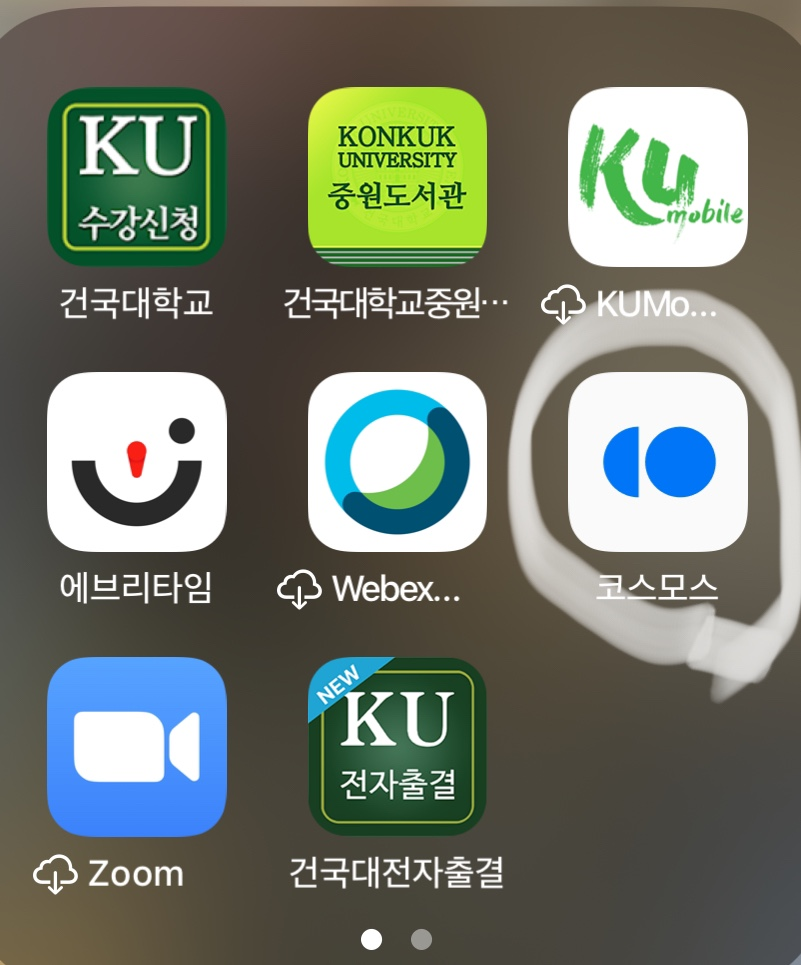 KU
수강신청
건국대학교
KONKUK
UNIVERSITY
중원도서관
건국대학교중원…
Ku
mobile
KUMo...
에브리타임
Webex...
코스모스
Zoom
NEW
KU
전자출결
건국대전자출결